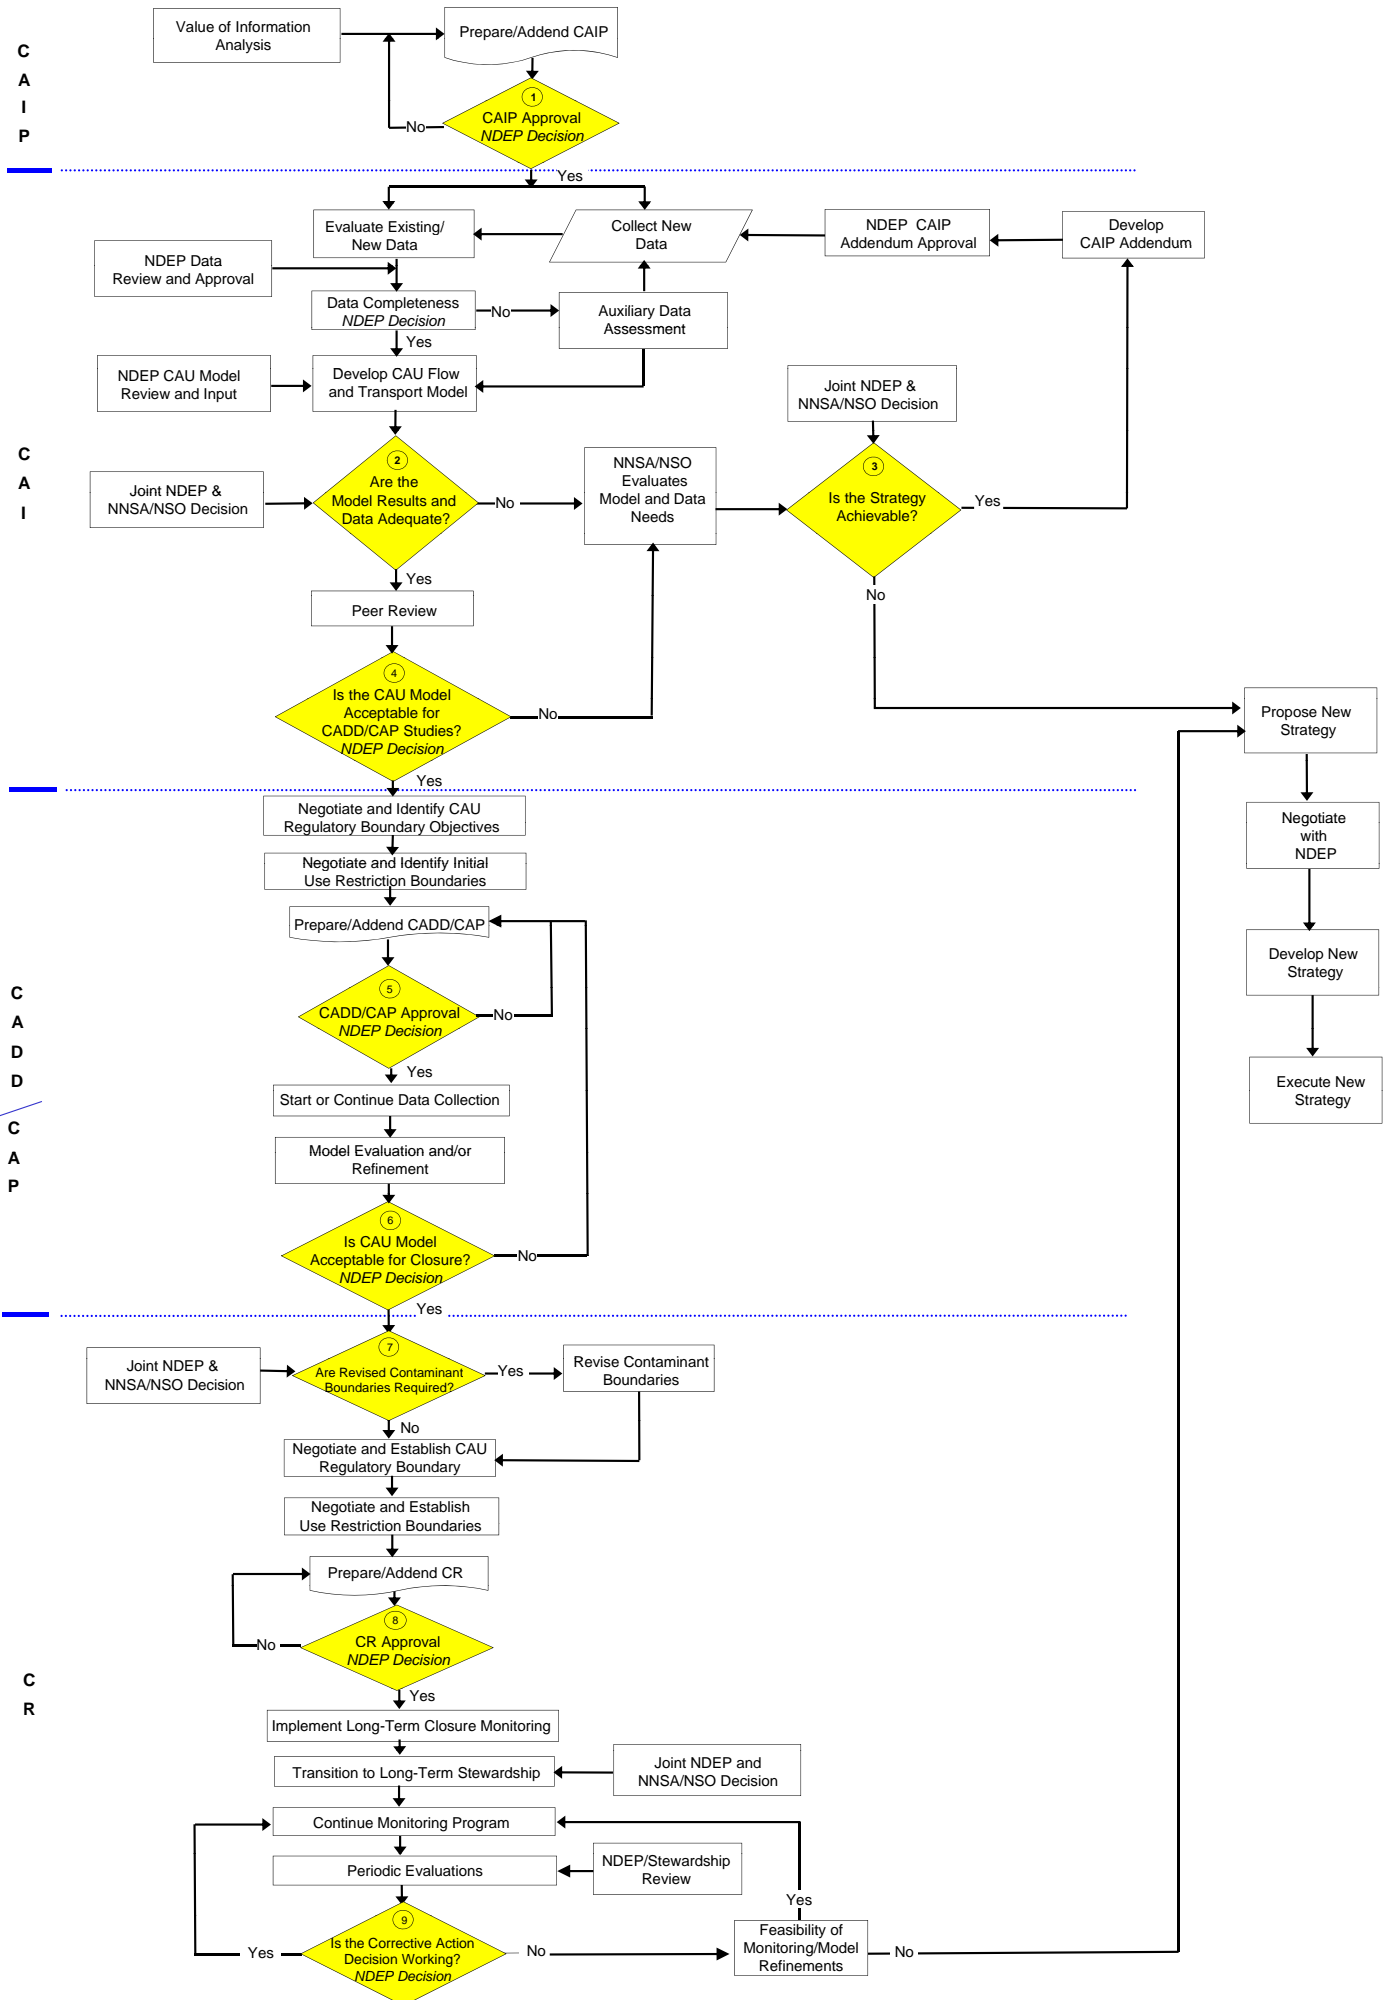 C
A
I
P
Value of Information
Analysis
Prepare/Addend CAIP
1
CAIP Approval
NDEP Decision
No
Yes
C
A
I
Evaluate Existing/
New Data
Collect New
Data
NDEP CAIP
Addendum Approval
Develop
CAIP Addendum
NDEP Data
Review and Approval
Data Completeness
NDEP Decision
No
Auxiliary Data
Assessment
Yes
NDEP CAU Model
Review and Input
Develop CAU Flow
and Transport Model
Joint NDEP &
NNSA/NSO Decision
Joint NDEP &
NNSA/NSO Decision
2
Are the
Model Results and
Data Adequate?
No
NNSA/NSO
Evaluates
Model and Data
Needs
3
Is the Strategy
Achievable?
Yes
No
Yes
Peer Review
4
Is the CAU Model
Acceptable for
CADD/CAP Studies?
NDEP Decision
No
Yes
Propose New
Strategy
Negotiate
with
NDEP
Develop New
Strategy
Execute New
Strategy
C
A
D
D
C
A
P
Negotiate and Identify CAU
Regulatory Boundary Objectives
Negotiate and Identify Initial
Use Restriction Boundaries
Prepare/Addend CADD/CAP
5
CADD/CAP Approval
NDEP Decision
No
Yes
Start or Continue Data Collection
Model Evaluation and/or
Refinement
6
Is CAU Model
Acceptable for Closure?
NDEP Decision
No
Yes
C
R
Joint NDEP &
NNSA/NSO Decision
7
Are Revised Contaminant
Boundaries Required?
Yes
Revise Contaminant
Boundaries
No
Negotiate and Establish CAU
Regulatory Boundary
Negotiate and Establish
Use Restriction Boundaries
Prepare/Addend CR
8
CR Approval
NDEP Decision
No
Yes
Implement Long-Term Closure Monitoring
Transition to Long-Term Stewardship
Joint NDEP and
NNSA/NSO Decision
Continue Monitoring Program
Periodic Evaluations
NDEP/Stewardship
Review
9
Is the Corrective Action
Decision Working?
NDEP Decision
Yes
No
Feasibility of
Monitoring/Model
Refinements
Yes
No